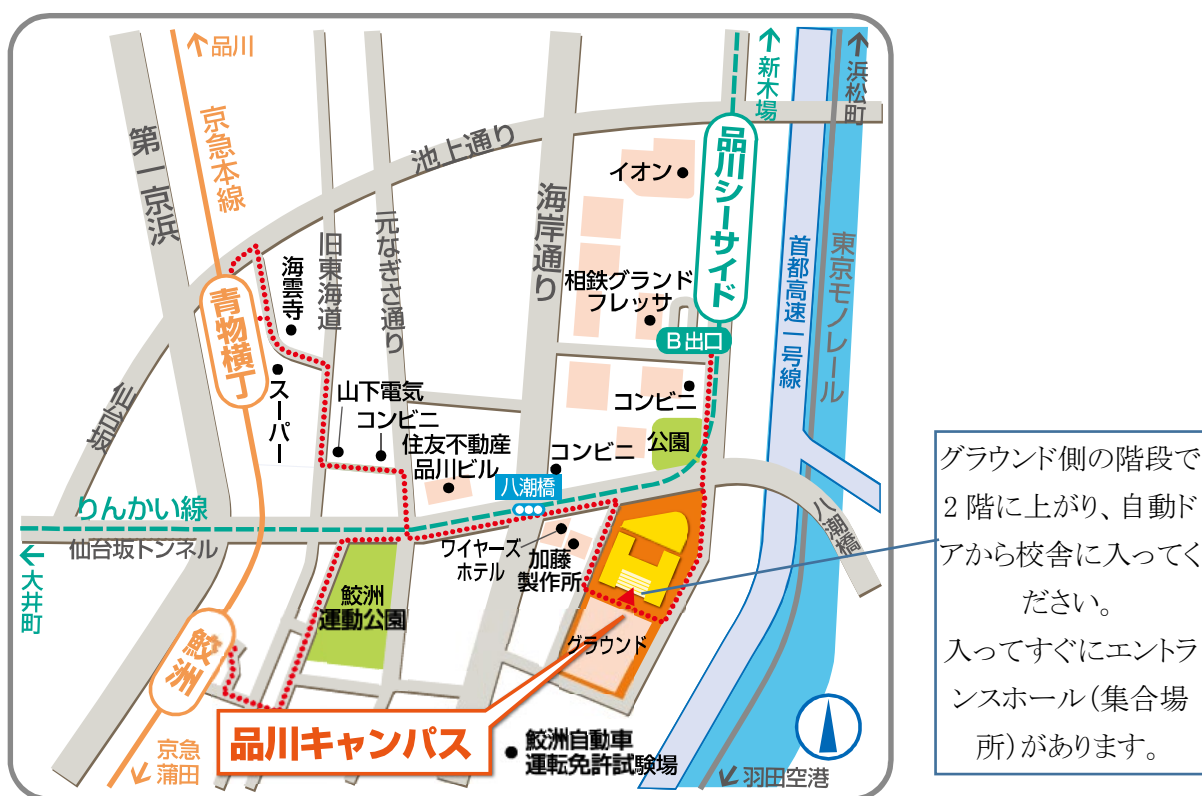 品川
新木場
浜松町
京急本線
第一京浜
池上通り
品川シーサイド
イオン
海岸通り
元なぎさ通り
旧東海道
海雲寺
首都高速一号線
東京モノレール
相鉄グランド
フレッサ
B出口
青物横丁
スーパー
仙台坂
山下電気
コンビニ
コンビニ
住友不動産
品川ビル
コンビニ
公園
八潮橋
りんかい線
仙台坂トンネル
大井町
ワイヤーズ
ホテル
加藤
製作所
八潮橋
鮫洲
運動公園
グラウンド
鮫洲
品川キャンパス
京急
蒲田
鮫洲自動車
運転免許試験場
羽田空港
グラウンド側の階段で
2階に上がり、自動ド
アから校舎に入ってく
ださい。
入ってすぐにエントラ
ンスホール(集合場
所)があります。